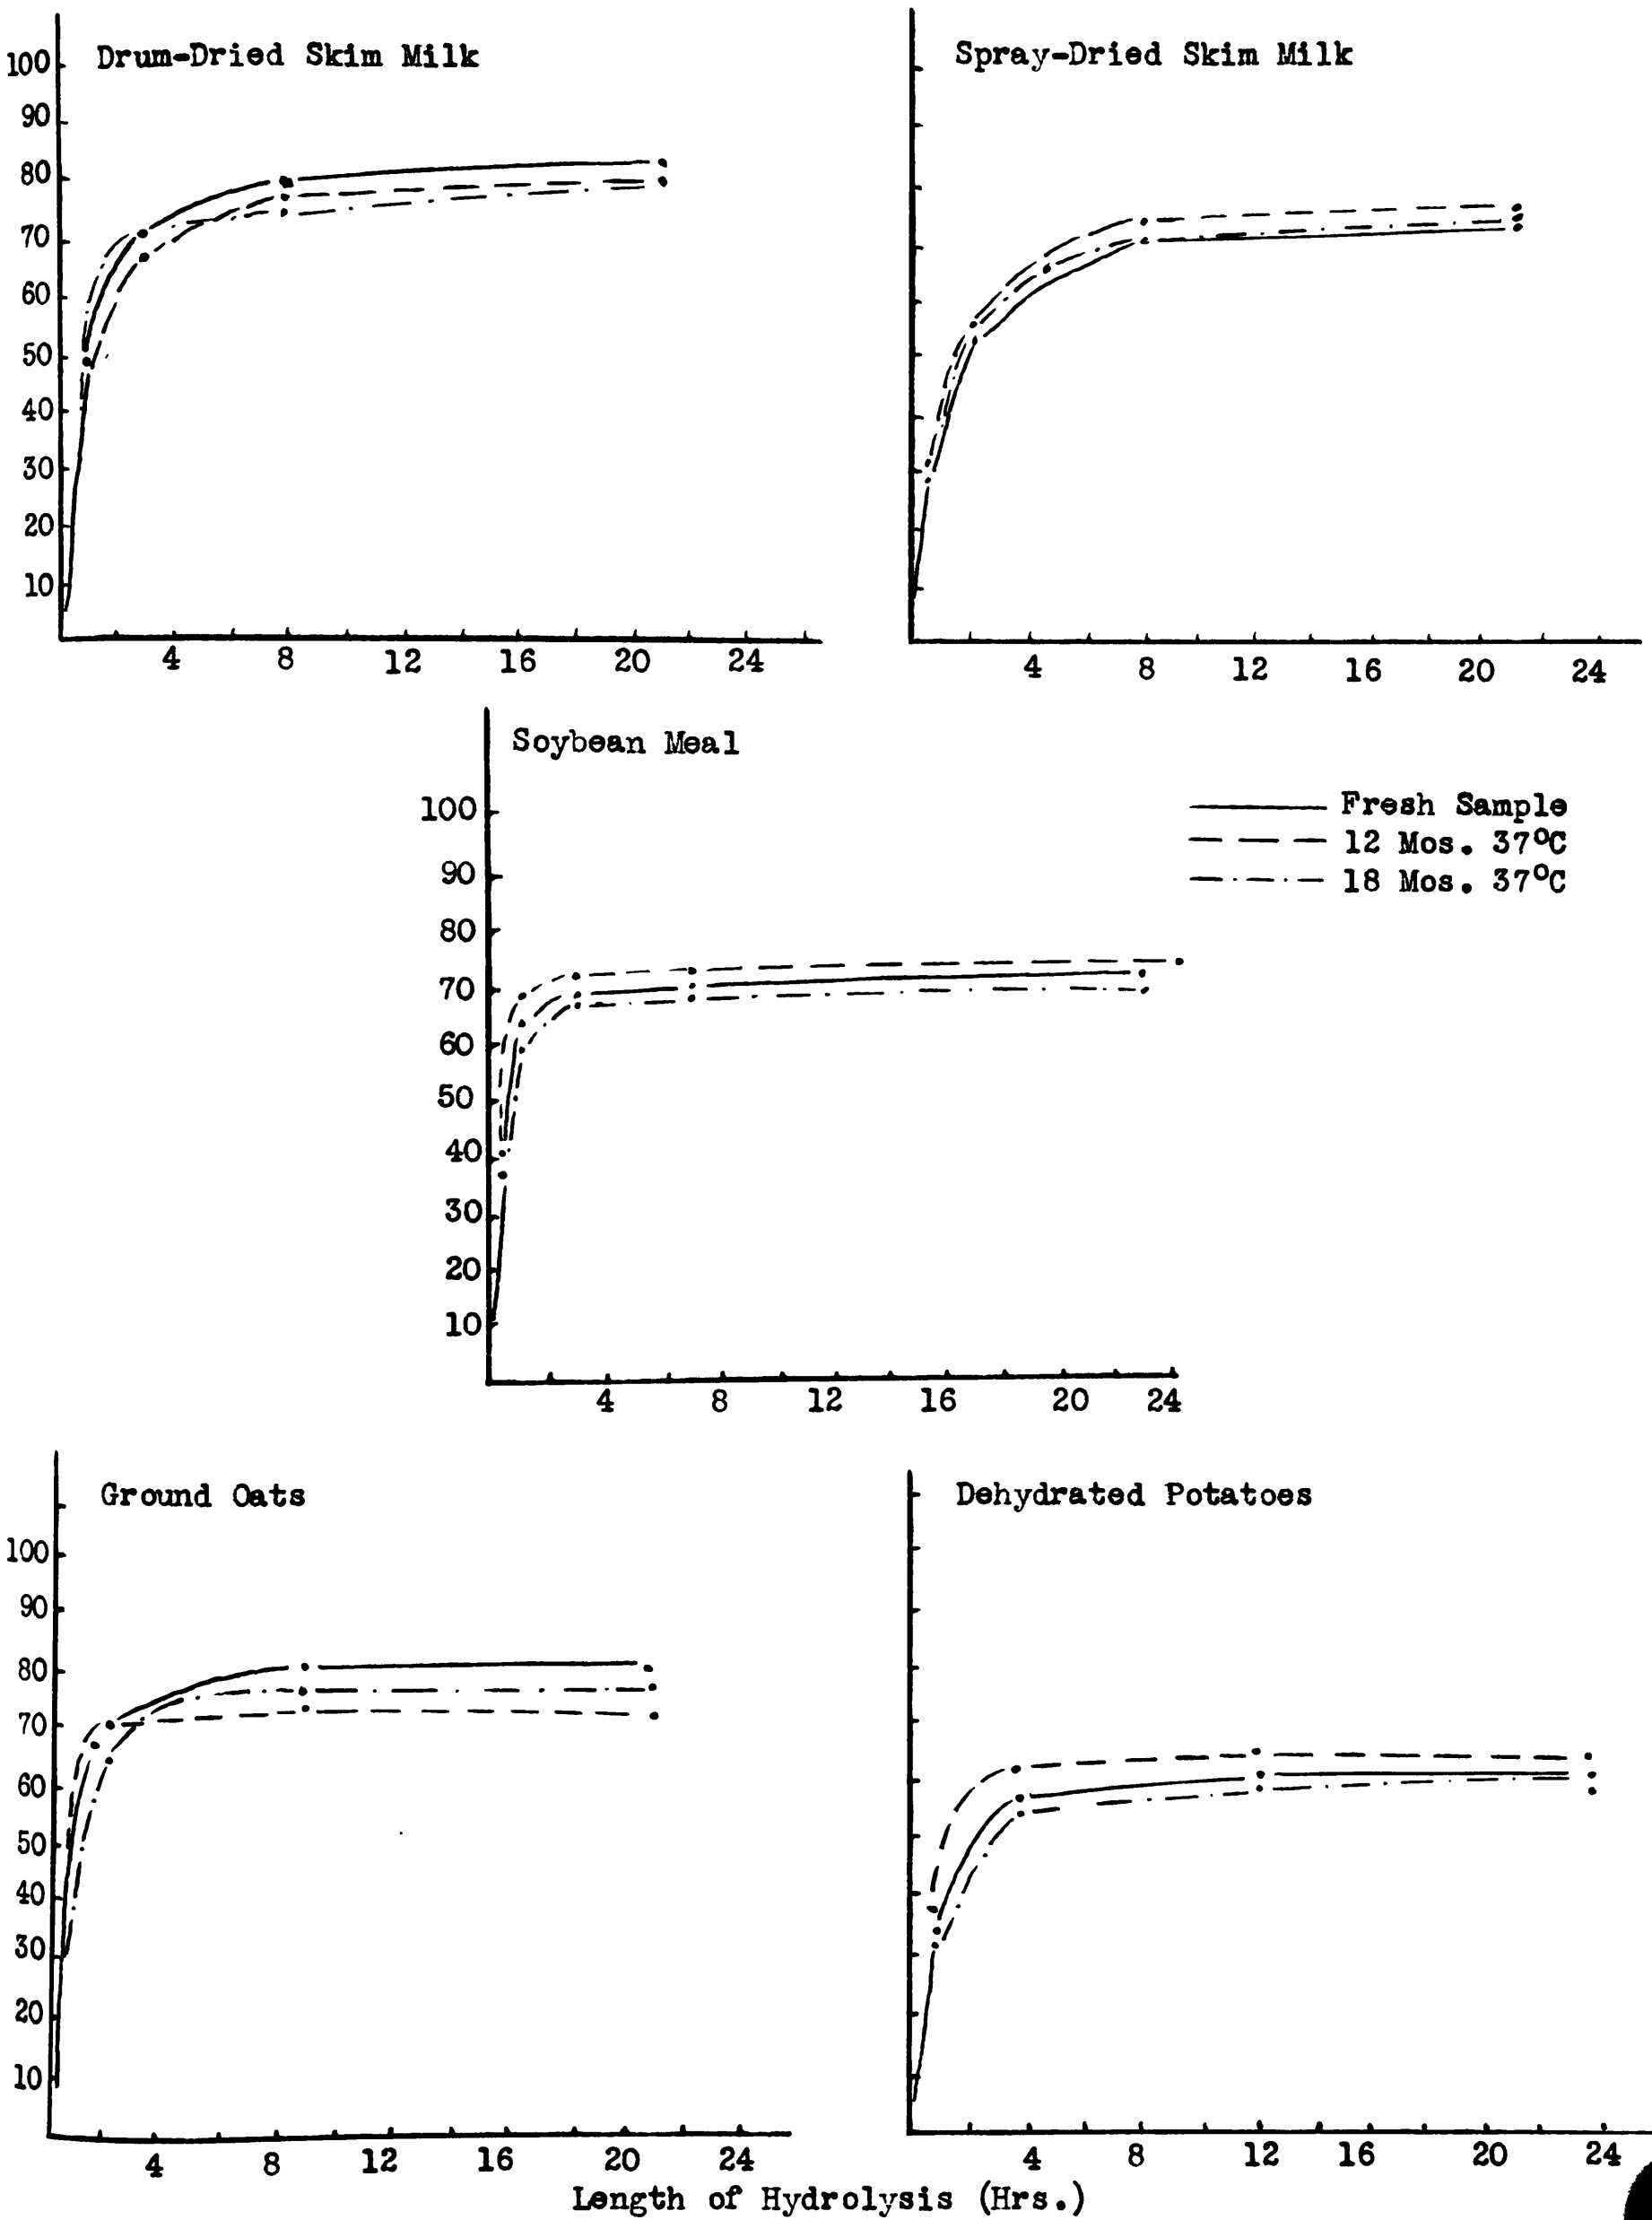 Drum-Dried Skim Milk
100
90
80
70
60
50
40
30
20
10
4 8 12 16 20 24
Spray-Dried Skim Milk
4 8 12 16 20 24
Soybean Meal
100
90
80
70
60
50
40
30
20
10
4 8 12 16 20 24
Fresh Sample
12 Mos. 37°C
18 Mos. 37°C
Ground Oats
100
90
80
70
60
50
40
30
20
10
4 8 12 16 20 24
Dehydrated Potatoes
4 8 12 16 20 24
Length of Hydrolysis (Hrs.)